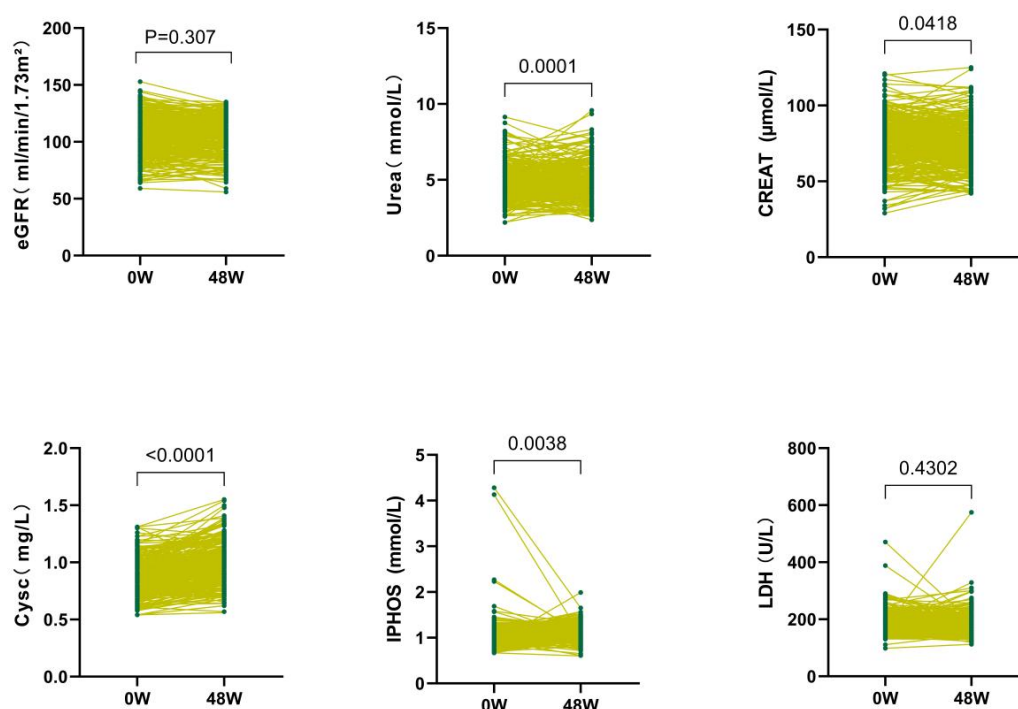 eGFR（ ml/min/1.73m²）
200
150
100
50
0
P=0.307
0W
48W
Urea（ mmol/L）
15
10
5
0
0.0001
0W
48W
CREAT (μmol/L)
150
100
50
0
0.0418
0W
48W
Cysc（ mg/L）
2.0
1.5
1.0
0.5
0.0
<0.0001
0W
48W
IPHOS (mmol/L)
5
4
3
2
1
0
0.0038
0W
48W
LDH（U/L）
800
600
400
200
0
0.4302
0W
48W